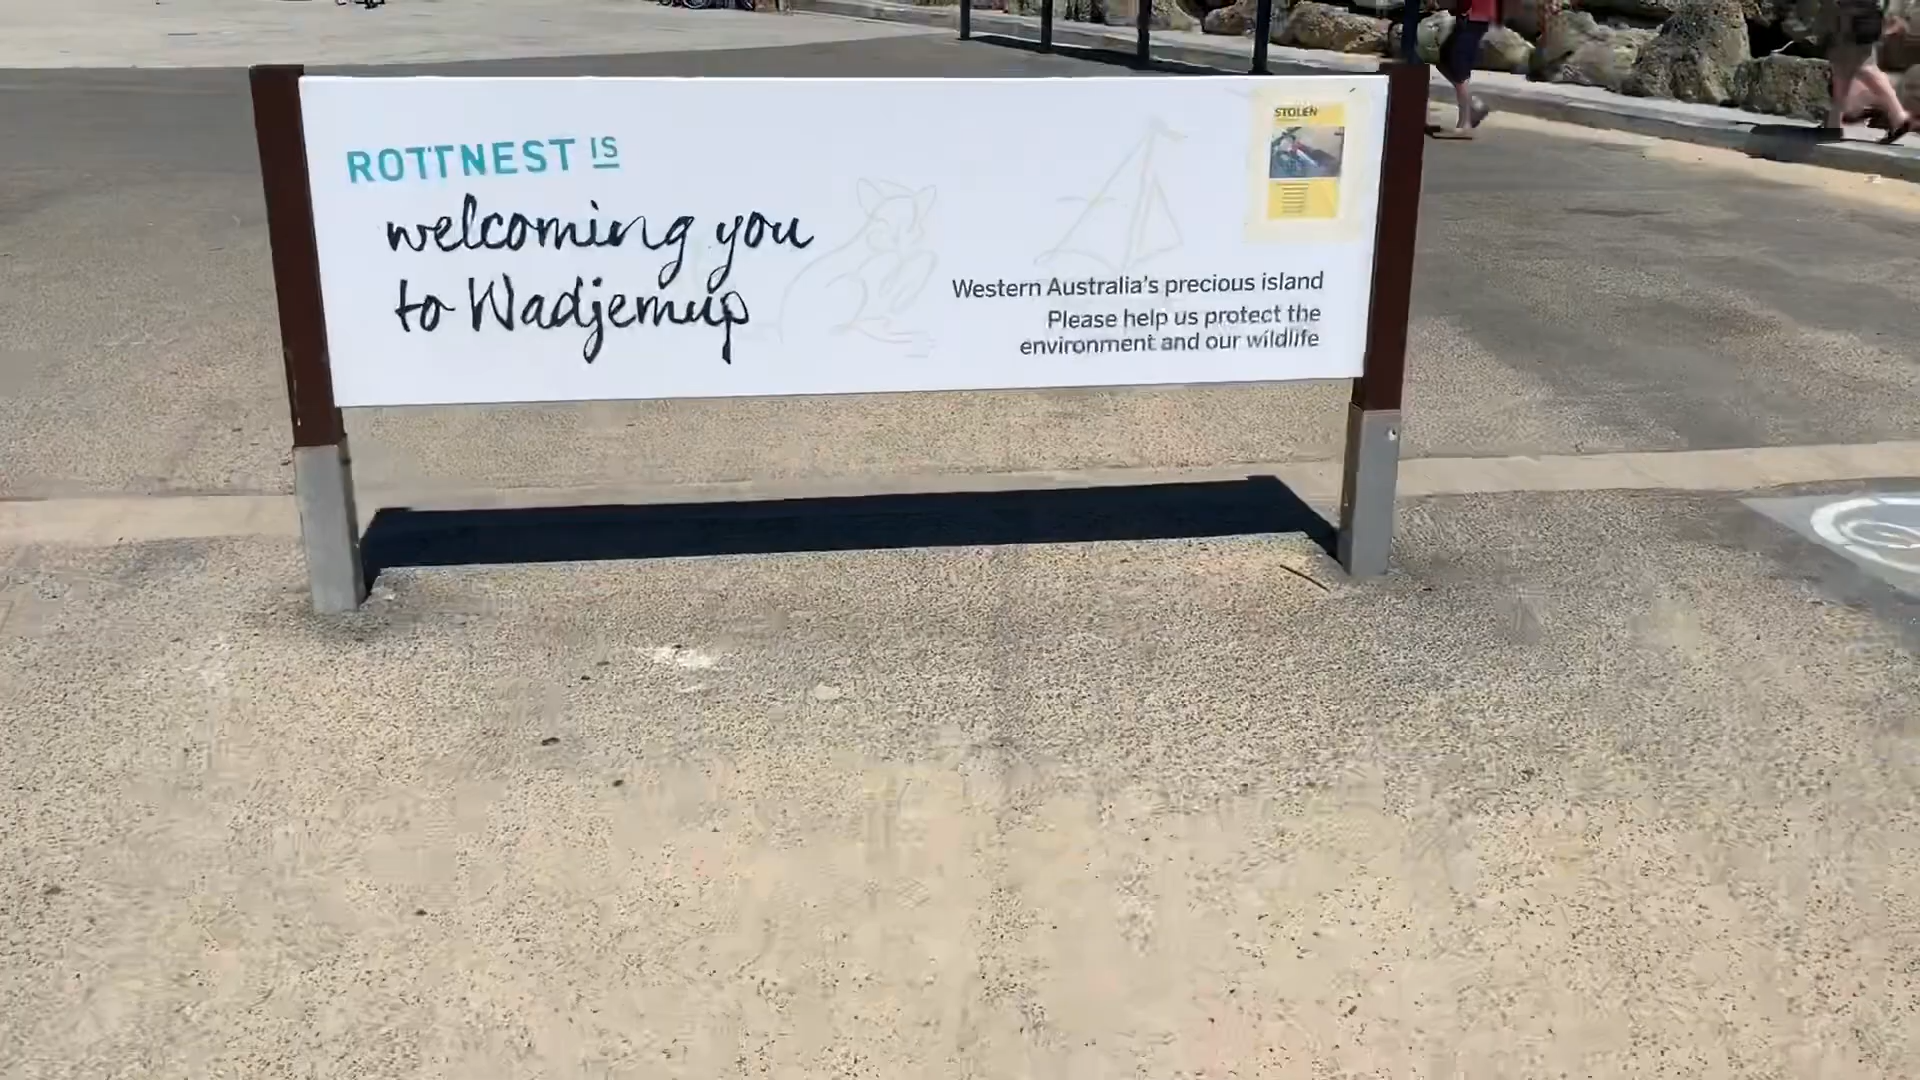 ROTTNEST IS
welcoming you
to Wadjemup
STOLEN
Western Australia's precious island
Please help us protect the
environment and our wildlife